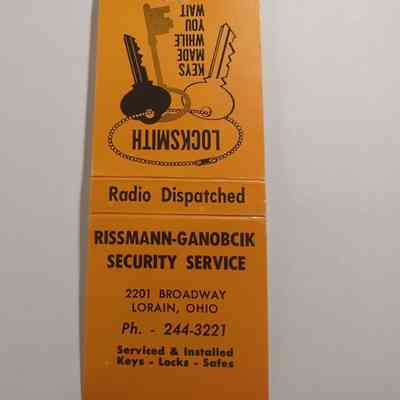 KEYS
MADE
WHILE
YOU
WAIT
LOCKSMITH
Radio Dispatched
RISSMANN-GANOBCIK
SECURITY SERVICE
2201 BROADWAY
LORAIN, OHIO
Ph. - 244-3221
Serviced & Installed
Keys - Locks - Safes